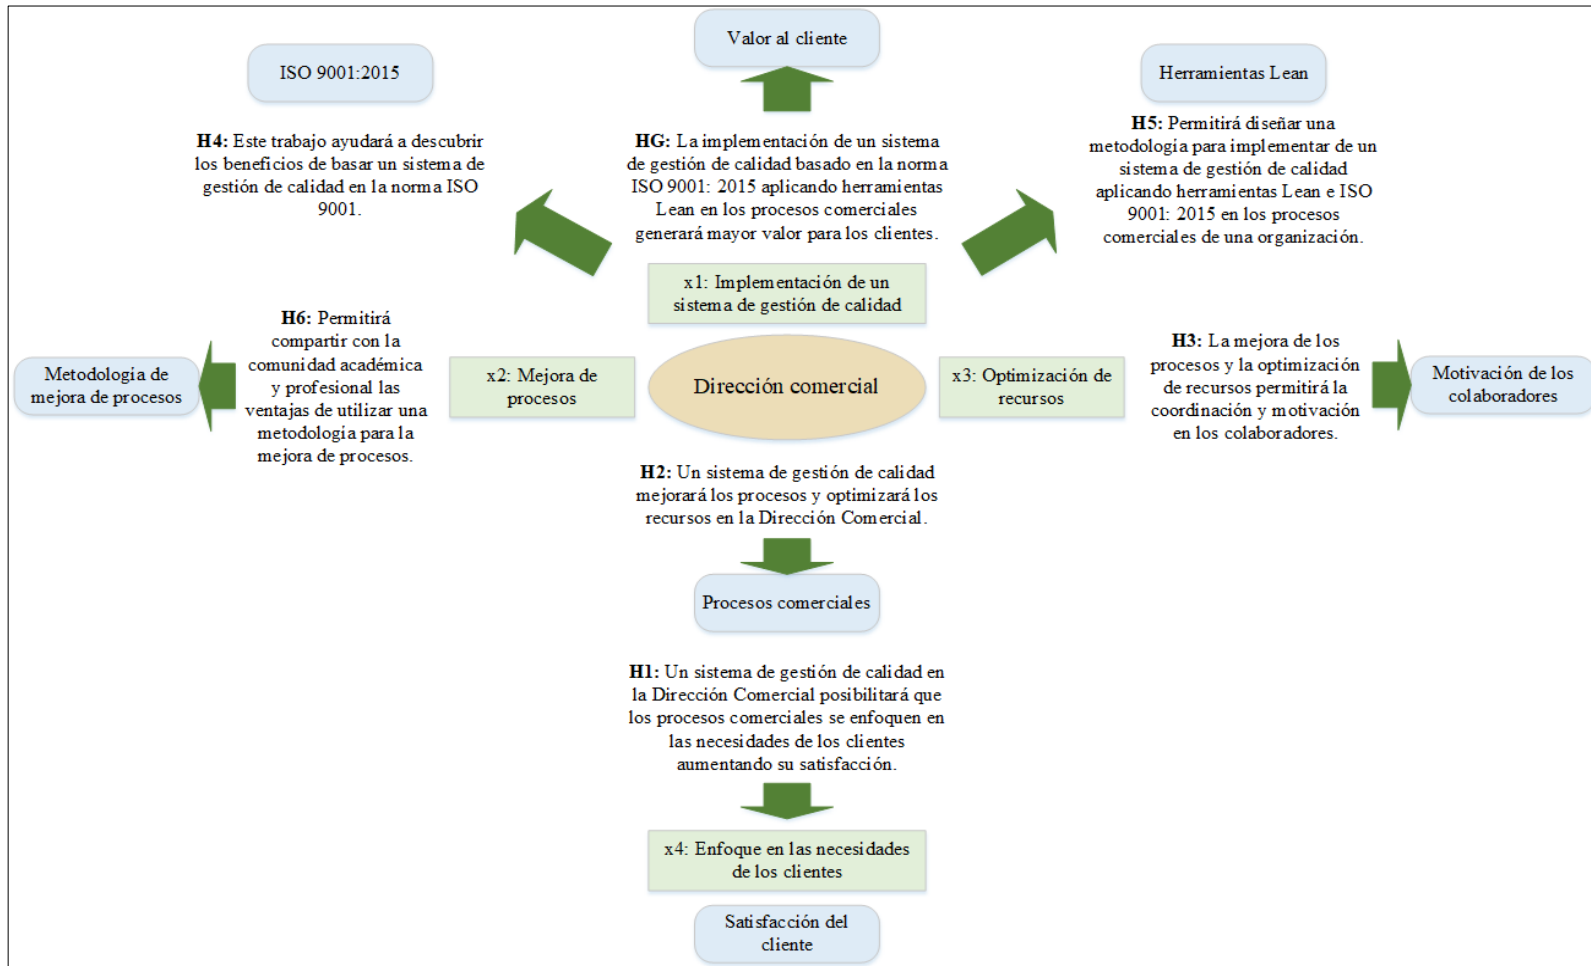 Valor al cliente
ISO 9001:2015
Herramientas Lean
H4: Este trabajo ayudará a descubrir
los beneficios de basar un sistema de
gestión de calidad en la norma ISO
9001.
HG: La implementación de un sistema
de gestión de calidad basado en la norma
ISO 9001: 2015 aplicando herramientas
Lean en los procesos comerciales
generará mayor valor para los clientes.
H5: Permitirá diseñar una
metodología para implementar de un
sistema de gestión de calidad
aplicando herramientas Lean e ISO
9001: 2015 en los procesos
comerciales de una organización.
x1: Implementación de un
sistema de gestión de calidad
Metodología de
mejora de procesos
H6: Permitirá
compartir con la
comunidad académica
y profesional las
ventajas de utilizar una
metodología para la
mejora de procesos.
x2: Mejora de
procesos
Dirección comercial
x3: Optimización de
recursos
H3: La mejora de los
procesos y la optimización
de recursos permitirá la
coordinación y motivación
en los colaboradores.
Motivación de los
colaboradores
H2: Un sistema de gestión de calidad
mejorará los procesos y optimizará los
recursos en la Dirección Comercial.
Procesos comerciales
H1: Un sistema de gestión de calidad en
la Dirección Comercial posibilitará que
los procesos comerciales se enfoquen en
las necesidades de los clientes
aumentando su satisfacción.
x4: Enfoque en las necesidades
de los clientes
Satisfacción del
cliente